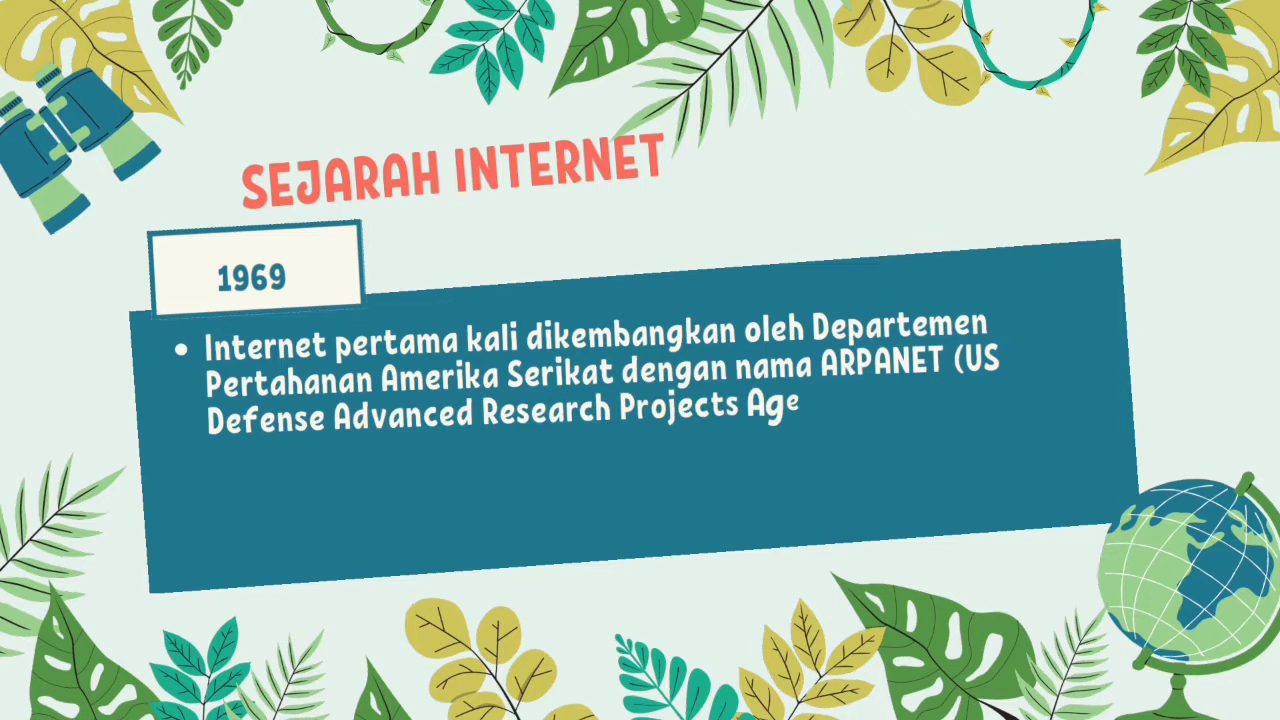 SEJARAH INTERNET
1969
• Internet pertama kali dikembangkan oleh Departemen
Pertahanan Amerika Serikat dengan nama ARPANET (US
Defense Advanced Research Projects Age